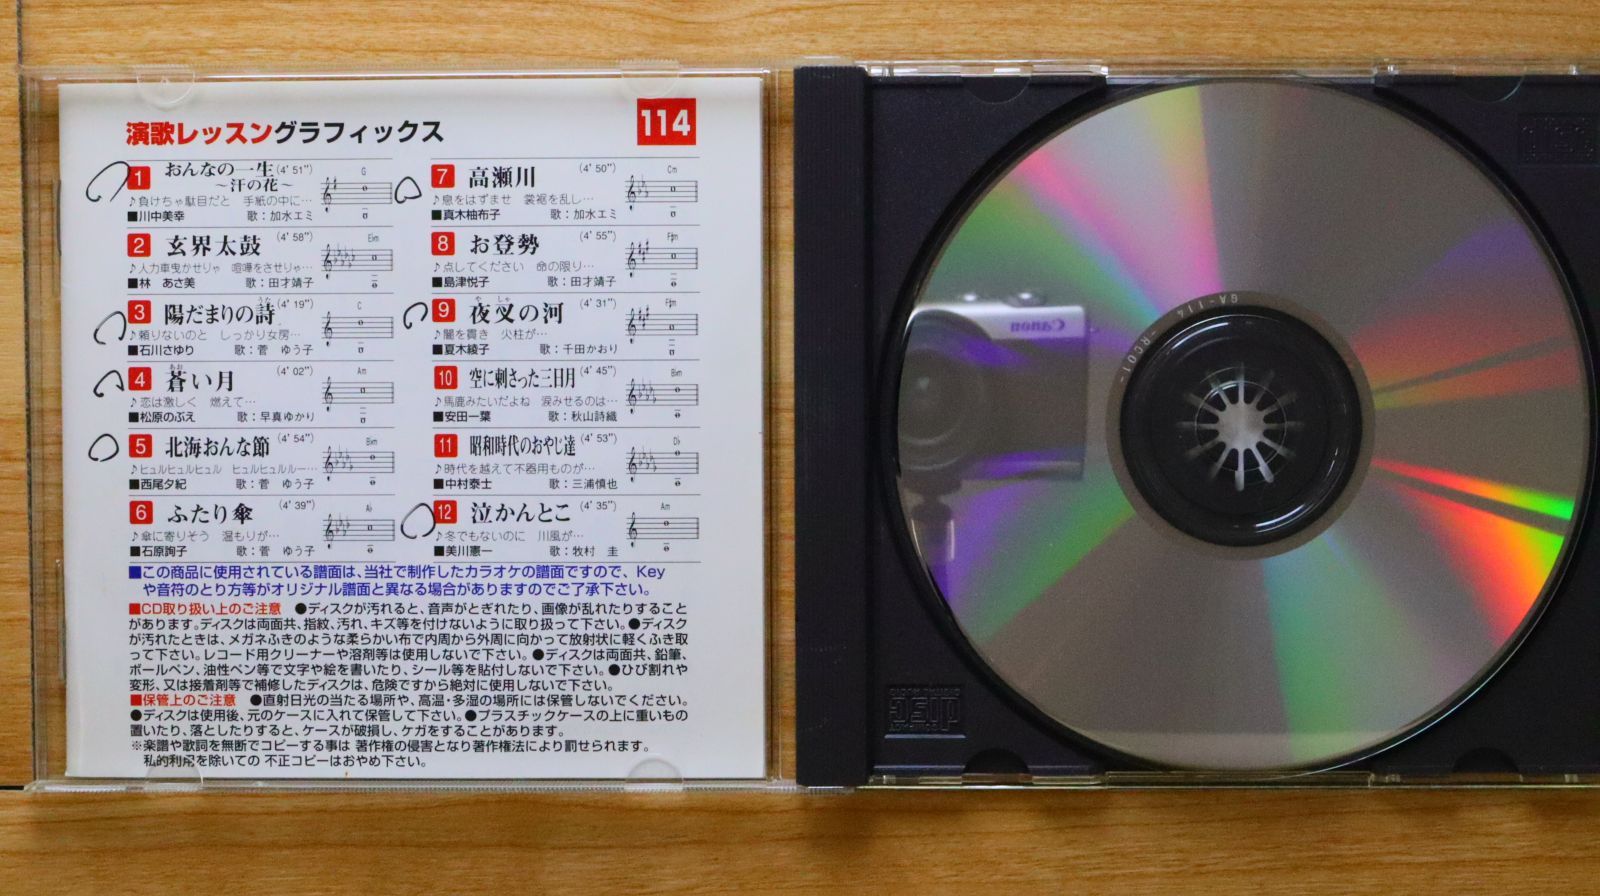 演歌レッスングラフィックス
114
1 おんなの一生 (4'51") G
～汗の花～
♪負けちゃ駄目だと 手紙の中に…
■川中美幸 歌：加水エミ
2 玄界太鼓 (4'58") E♭m
♪人力車曳かせりゃ 喧嘩をさせりゃ…
■林 あさ美 歌：田才靖子
3 陽だまりの詩 (4'19") C
うた
♪頼りないのと しっかり女房…
■石川さゆり 歌：菅 ゆう子
4 蒼い月 (4'02") Am
あお
♪恋は激しく 燃えて…
■松原のぶえ 歌：早真ゆかり
5 北海おんな節 (4'54") B♭m
♪ヒュルヒュルヒュル ヒュルヒュルルー…
■西尾夕紀 歌：菅 ゆう子
6 ふたり傘 (4'39") A♭
♪傘に寄りそう 温もりが…
■石原詢子 歌：菅 ゆう子
7 高瀬川 (4'50") Cm
♪息をはずませ 裳裾を乱し…
■真木柚布子 歌：加水エミ
8 お登勢 (4'55") F#m
♪点してください 命の限り…
■島津悦子 歌：田才靖子
9 夜叉の河 (4'31") F#m
や しゃ
♪闇を貫き 火柱が…
■夏木綾子 歌：千田かおり
10 空に刺さった三日月 (4'45") B♭m
♪馬鹿みたいだよね 涙みせるのは…
■安田一葉 歌：秋山詩織
11 昭和時代のおやじ達 (4'53") D♭
♪時代を越えて不器用ものが…
■中村泰士 歌：三浦慎也
12 泣かんとこ (4'35") Am
♪冬でもないのに 川風が…
■美川憲一 歌：牧村 圭
■この商品に使用されている譜面は、当社で制作したカラオケの譜面ですので、Key
や音符のとり方等がオリジナル譜面と異なる場合がありますのでご了承下さい。
■CD取り扱い上のご注意 ●ディスクが汚れると、音声がとぎれたり、画像が乱れたりすること
があります。ディスクは両面共、指紋、汚れ、キズ等を付けないように取り扱って下さい。●ディスク
が汚れたときは、メガネふきのような柔らかい布で内周から外周に向かって放射状に軽くふき取
って下さい。レコード用クリーナーや溶剤等は使用しないで下さい。●ディスクは両面共、鉛筆、
ボールペン、油性ペン等で文字や絵を書いたり、シール等を貼付しないで下さい。●ひび割れや
変形、又は接着剤等で補修したディスクは、危険ですから絶対に使用しないで下さい。
■保管上のご注意 ●直射日光の当たる場所や、高温・多湿の場所には保管しないでください。
●ディスクは使用後、元のケースに入れて保管して下さい。●プラスチックケースの上に重いもの
置いたり、落としたりすると、ケースが破損し、ケガをすることがあります。
※楽譜や歌詞を無断でコピーする事は 著作権の侵害となり著作権法により罰せられます。
私的利用を除いての 不正コピーはおやめ下さい。
Canon
GA-114
disc